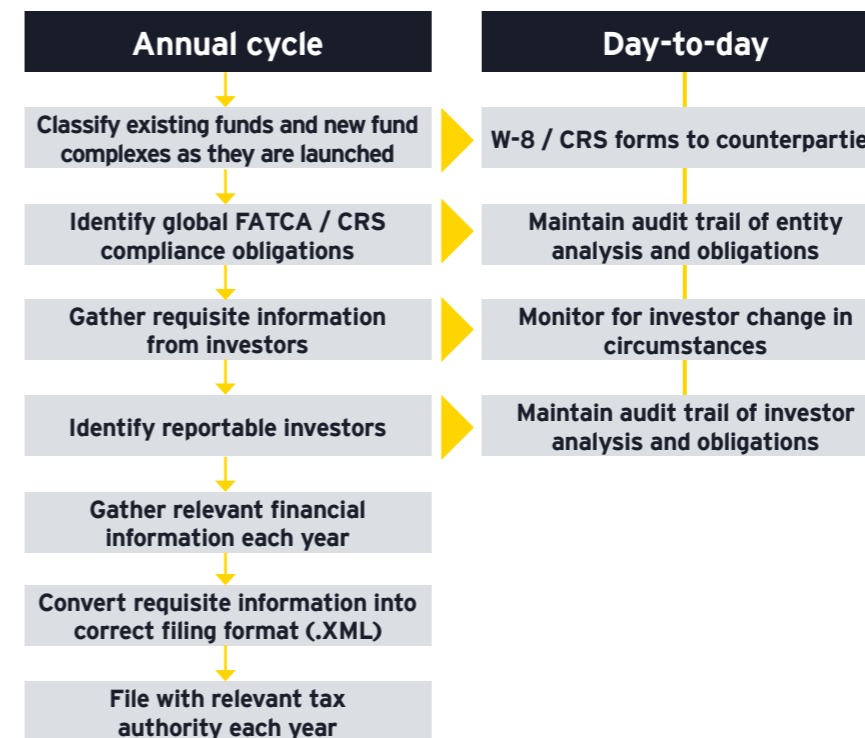 Annual cycle
Classify existing funds and new fund
complexes as they are launched
Identify global FATCA / CRS
compliance obligations
Gather requisite information
from investors
Identify reportable investors
Gather relevant financial
information each year
Convert requisite information into
correct filing format (.XML)
File with relevant tax
authority each year
Day-to-day
W-8 / CRS forms to counterpartie
Maintain audit trail of entity
analysis and obligations
Monitor for investor change in
circumstances
Maintain audit trail of investor
analysis and obligations